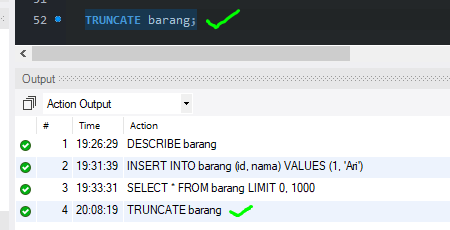 51
52 TRUNCATE barang;
Output
Action Output
# Time Action
1 19:26:29 DESCRIBE barang
2 19:31:39 INSERT INTO barang (id, nama) VALUES (1, 'Ari')
3 19:33:31 SELECT * FROM barang LIMIT 0, 1000
4 20:08:19 TRUNCATE barang